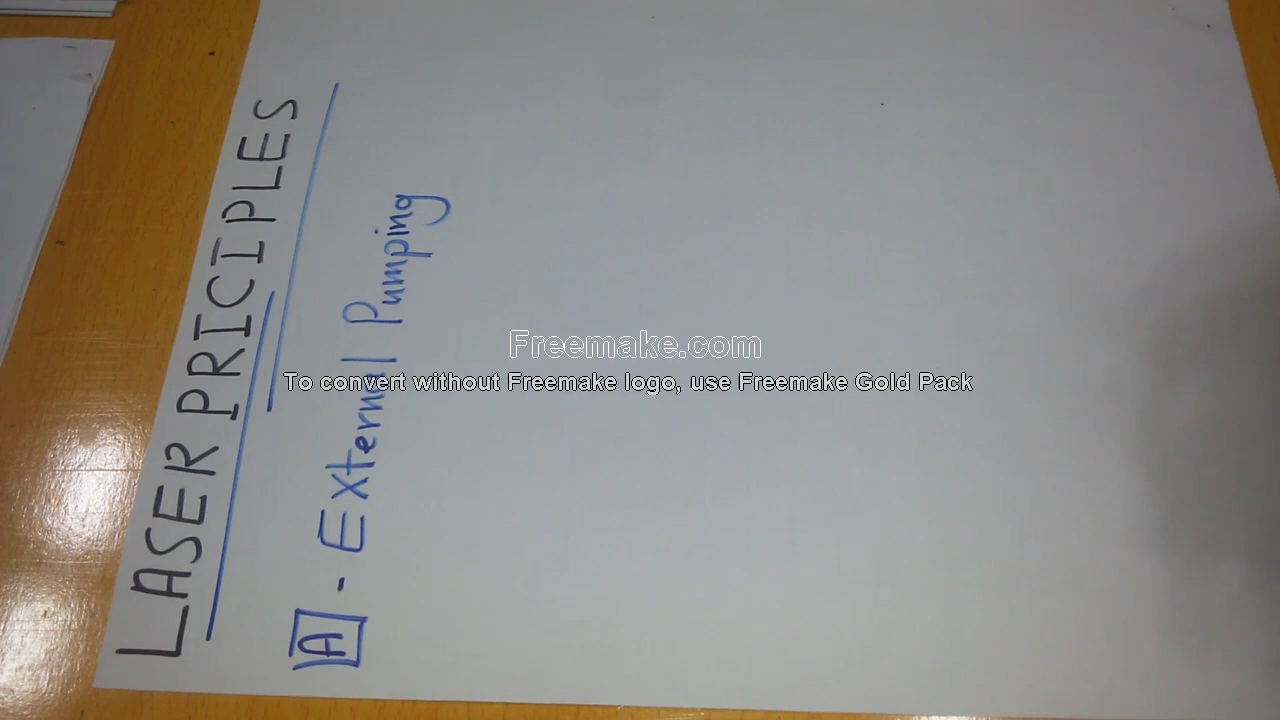 LASER PRICIPLES
A - External Pumping
Freemake.com
To convert without Freemake logo, use Freemake Gold Pack